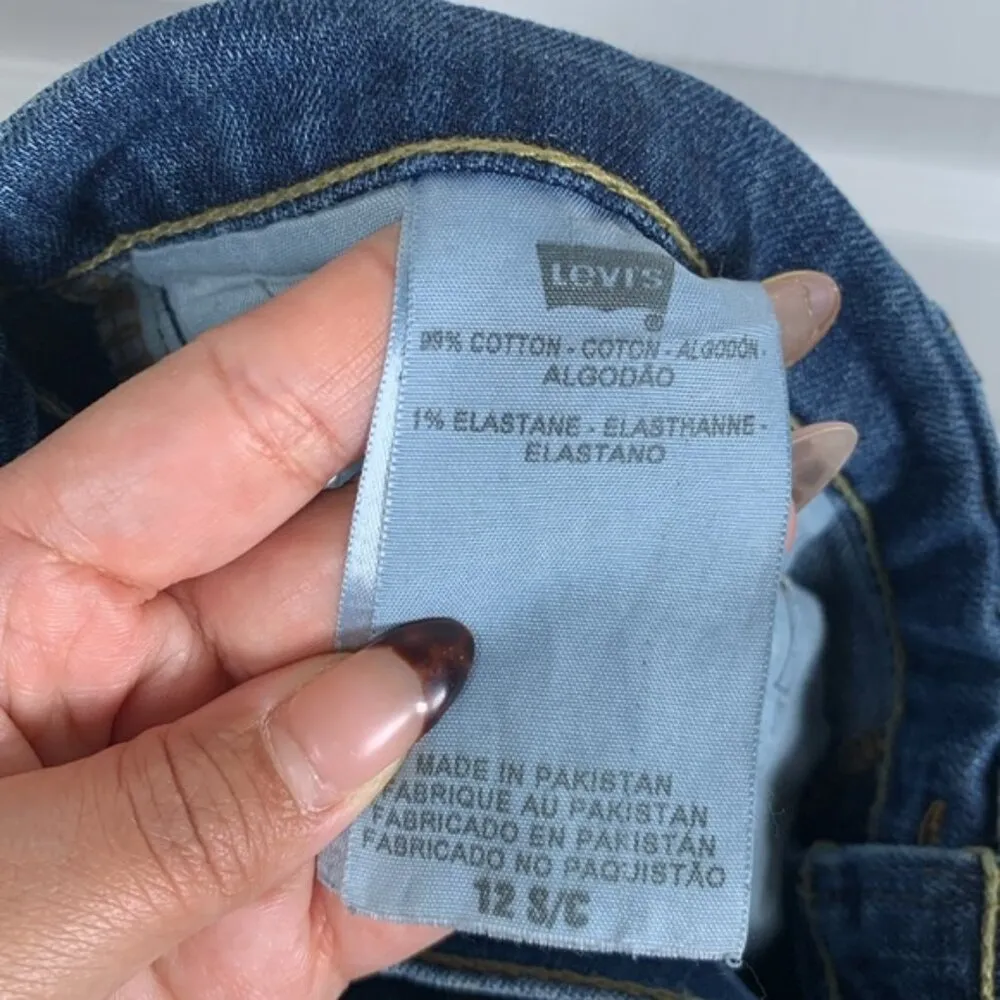 LEVI'S
®
99% COTTON - COTON - ALGODÓN -
ALGODÃO
1% ELASTANE - ELASTHANNE -
ELASTANO
MADE IN PAKISTAN
FABRIQUE AU PAKISTAN
FABRICADO EN PAKISTÁN
FABRICADO NO PAQUISTÃO
12 S/C